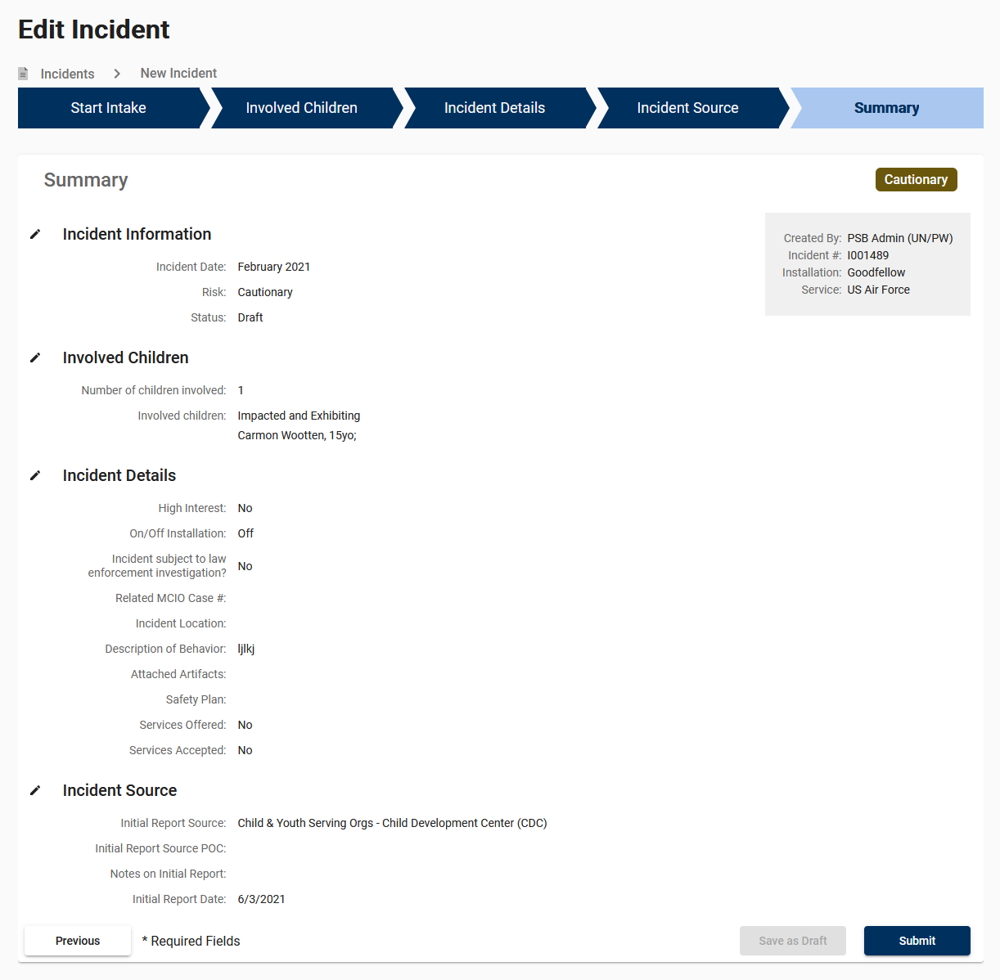 Edit Incident
Incidents > New Incident
Start Intake
Involved Children
Incident Details
Incident Source
Summary
Summary
Cautionary
Created By: PSB Admin (UN/PW)
Incident #: I001489
Installation: Goodfellow
Service: US Air Force
Incident Information
Incident Date: February 2021
Risk: Cautionary
Status: Draft
Involved Children
Number of children involved: 1
Involved children: Impacted and Exhibiting
Carmon Wootten, 15yo;
Incident Details
High Interest: No
On/Off Installation: Off
Incident subject to law
enforcement investigation? No
Related MCIO Case #:
Incident Location:
Description of Behavior: ljlkj
Attached Artifacts:
Safety Plan:
Services Offered: No
Services Accepted: No
Incident Source
Initial Report Source: Child & Youth Serving Orgs - Child Development Center (CDC)
Initial Report Source POC:
Notes on Initial Report:
Initial Report Date: 6/3/2021
Previous
* Required Fields
Save as Draft
Submit